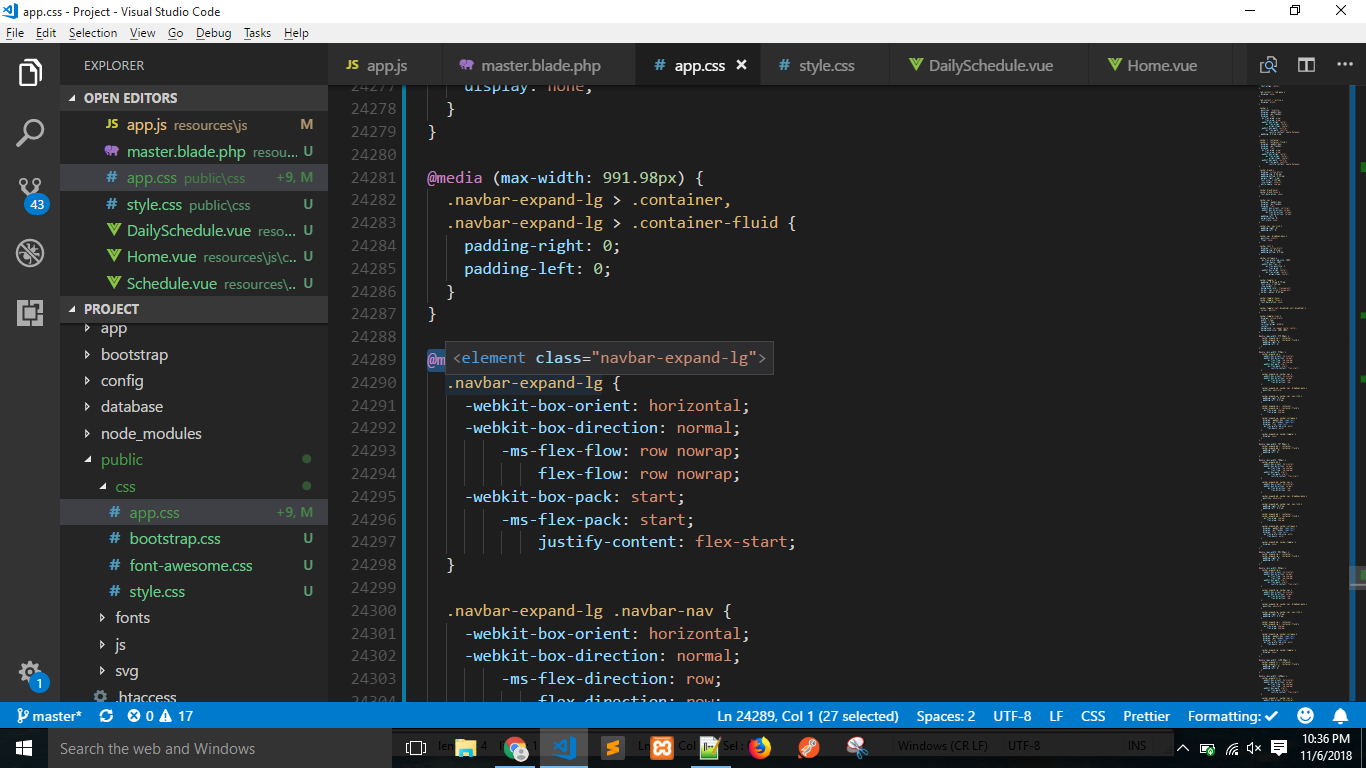 app.css - Project - Visual Studio Code
File Edit Selection View Go Debug Tasks Help
EXPLORER
OPEN EDITORS
JS app.js resources\js M
master.blade.php resou... U
# app.css public\css +9, M
# style.css public\css U
DailySchedule.vue reso... U
Home.vue resources\js\c... U
Schedule.vue resources\... U
PROJECT
app
bootstrap
config
database
node_modules
public
css
# app.css +9, M
# bootstrap.css U
# font-awesome.css U
# style.css U
fonts
js
svg
.htaccess
43
1
JS app.js master.blade.php # app.css × # style.css DailySchedule.vue Home.vue
24277 display: none;
24278 }
24279 }
24280
24281 @media (max-width: 991.98px) {
24282 .navbar-expand-lg > .container,
24283 .navbar-expand-lg > .container-fluid {
24284 padding-right: 0;
24285 padding-left: 0;
24286 }
24287 }
24288
24289 @m <element class="navbar-expand-lg">
24290 .navbar-expand-lg {
24291 -webkit-box-orient: horizontal;
24292 -webkit-box-direction: normal;
24293 -ms-flex-flow: row nowrap;
24294 flex-flow: row nowrap;
24295 -webkit-box-pack: start;
24296 -ms-flex-pack: start;
24297 justify-content: flex-start;
24298 }
24299
24300 .navbar-expand-lg .navbar-nav {
24301 -webkit-box-orient: horizontal;
24302 -webkit-box-direction: normal;
24303 -ms-flex-direction: row;
24304 flex-direction: row;
master* 0 17 Ln 24289, Col 1 (27 selected) Spaces: 2 UTF-8 LF CSS Prettier Formatting: ✓
Search the web and Windows
Windows (CR LF) UTF-8 INS
10:36 PM
11/6/2018